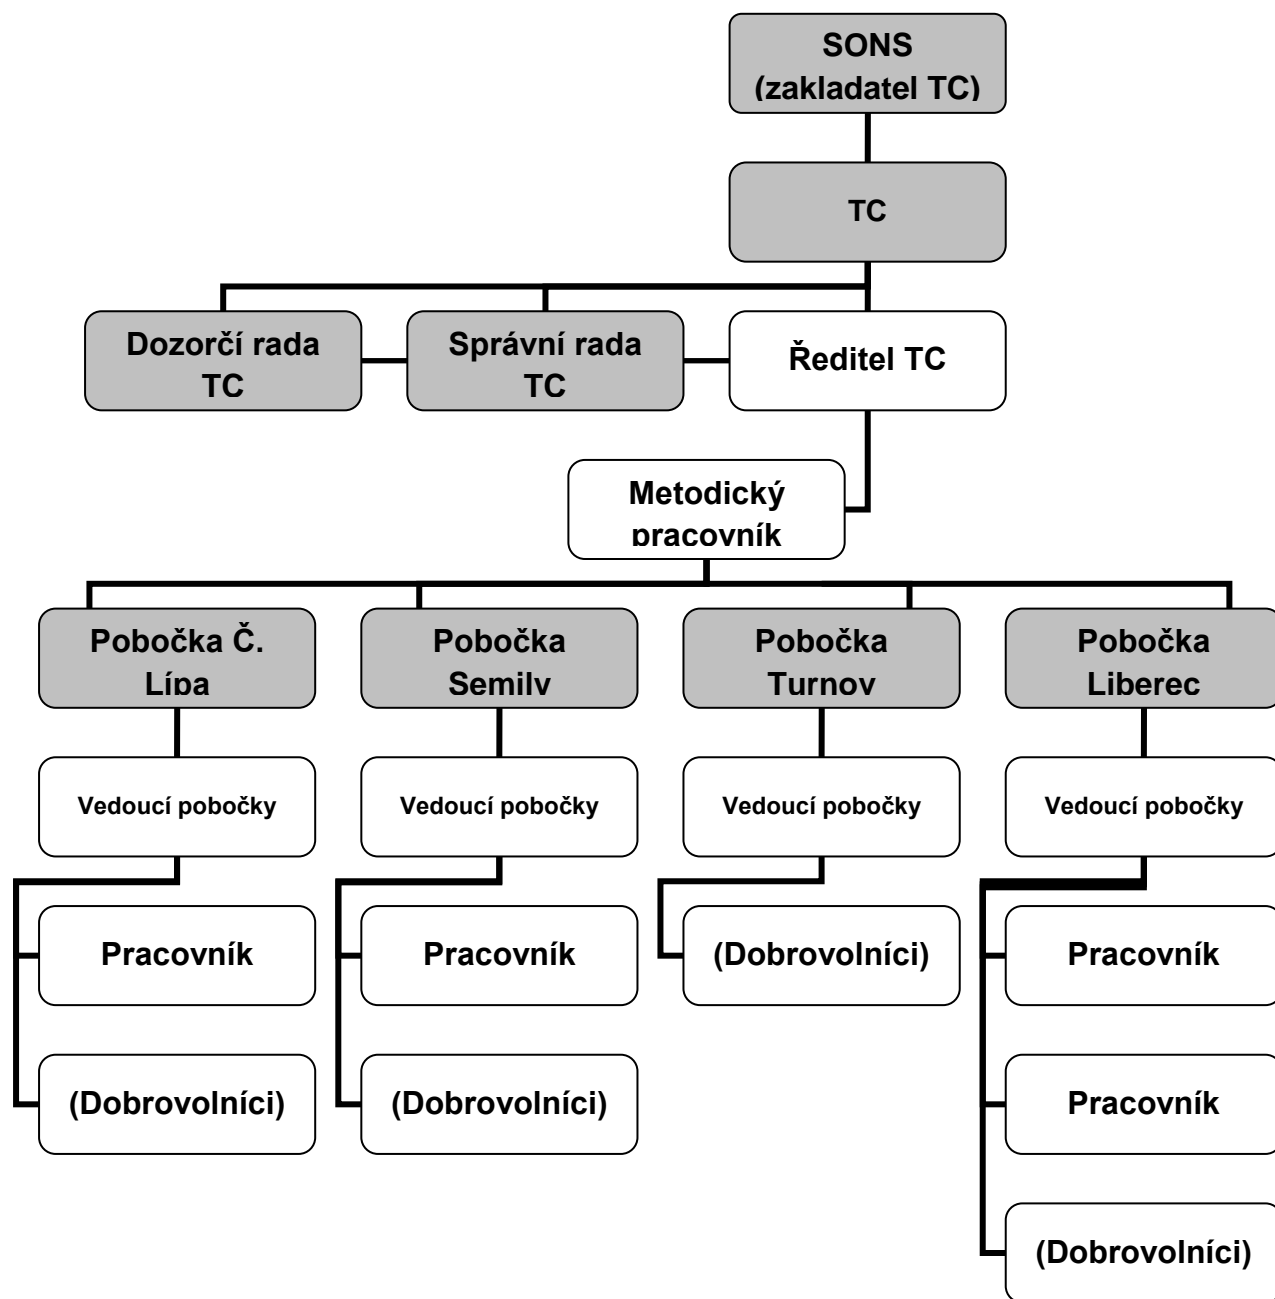 SONS
(zakladatel TC)
TC
Dozorčí rada
TC
Správní rada
TC
Ředitel TC
Metodický
pracovník
Pobočka Č.
Lípa
Pobočka
Semily
Pobočka
Turnov
Pobočka
Liberec
Vedoucí pobočky
Vedoucí pobočky
Vedoucí pobočky
Vedoucí pobočky
Pracovník
Pracovník
(Dobrovolníci)
Pracovník
(Dobrovolníci)
(Dobrovolníci)
Pracovník
(Dobrovolníci)